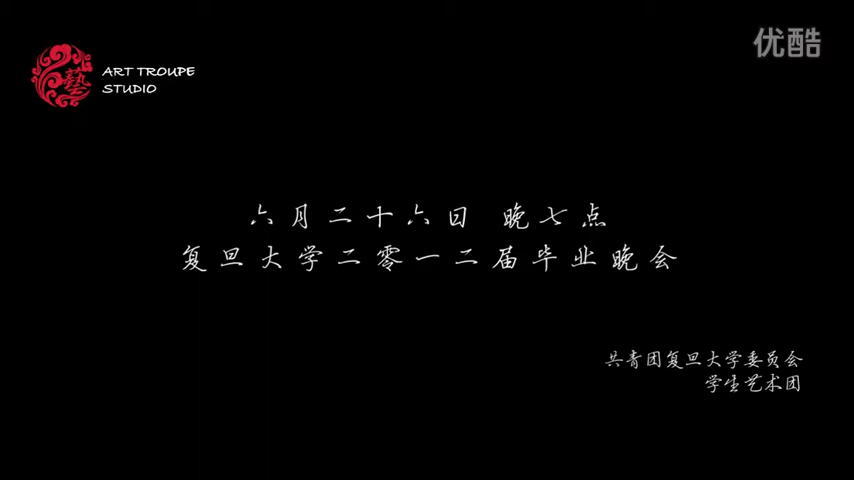 优酷
藝
ART TROUPE
STUDIO
六月二十六日 晚七点
复旦大学二零一二届毕业晚会
共青团复旦大学委员会
学生艺术团